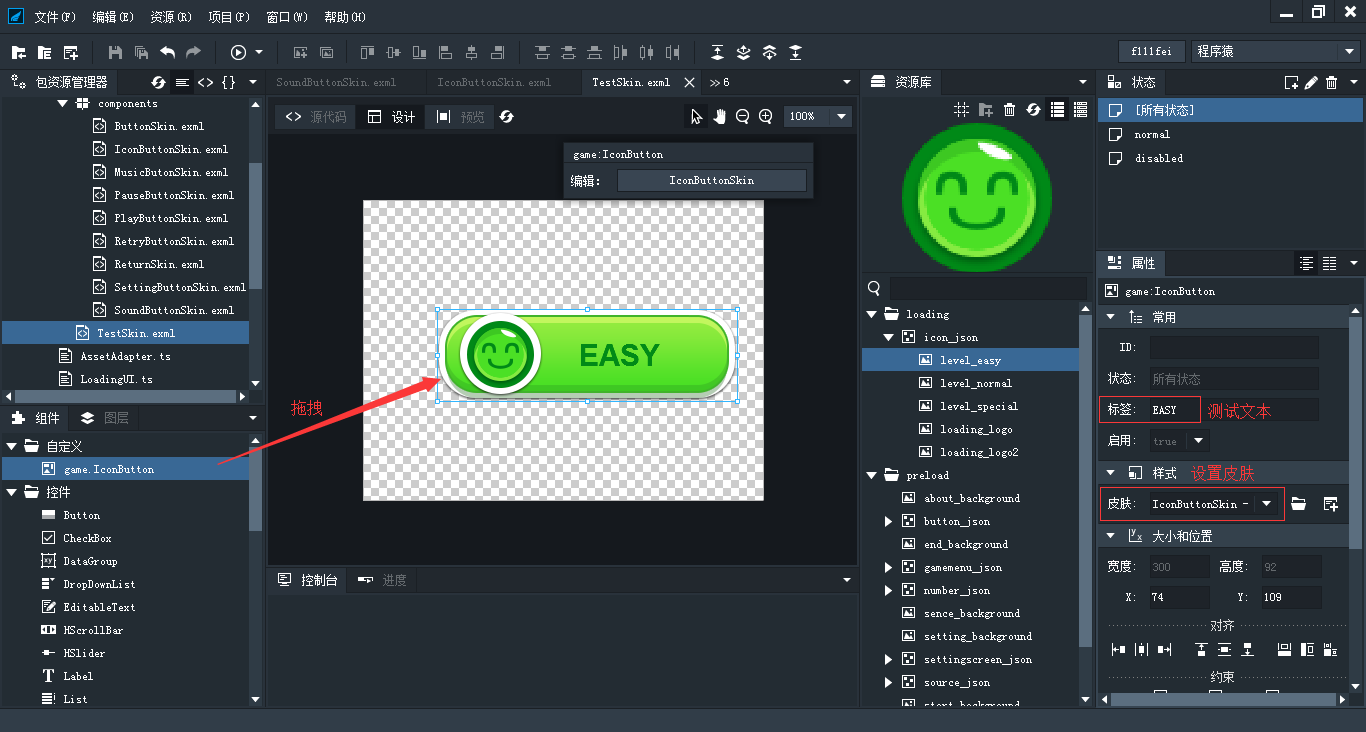 文件(F) 编辑(E) 资源(R) 项目(P) 窗口(W) 帮助(H)
f111fei 程序猿
包资源管理器
components
ButtonSkin.exml
IconButtonSkin.exml
MusicButtonSkin.exml
PauseButtonSkin.exml
PlayButtonSkin.exml
RetryButtonSkin.exml
ReturnSkin.exml
SettingButtonSkin.exml
SoundButtonSkin.exml
TestSkin.exml
AssetAdapter.ts
LoadingUI.ts
组件 图层
自定义
game.IconButton
控件
Button
CheckBox
DataGroup
DropDownList
EditableText
HScrollBar
HSlider
Label
List
SoundButtonSkin.exml IconButtonSkin.exml TestSkin.exml >> 6
源代码 设计 预览 100%
game:IconButton
编辑: IconButtonSkin
EASY
拖拽
控制台 进度
资源库
loading
icon_json
level_easy
level_normal
level_special
loading_logo
loading_logo2
preload
about_background
button_json
end_background
gamemenu_json
number_json
sence_background
setting_background
settingscreen_json
source_json
start_background
状态
[所有状态]
normal
disabled
属性
game:IconButton
常用
ID:
状态: 所有状态
标签: EASY 测试文本
启用: true
样式 设置皮肤
皮肤: IconButtonSkin -
大小和位置
宽度: 300 高度: 92
X: 74 Y: 109
对齐
约束